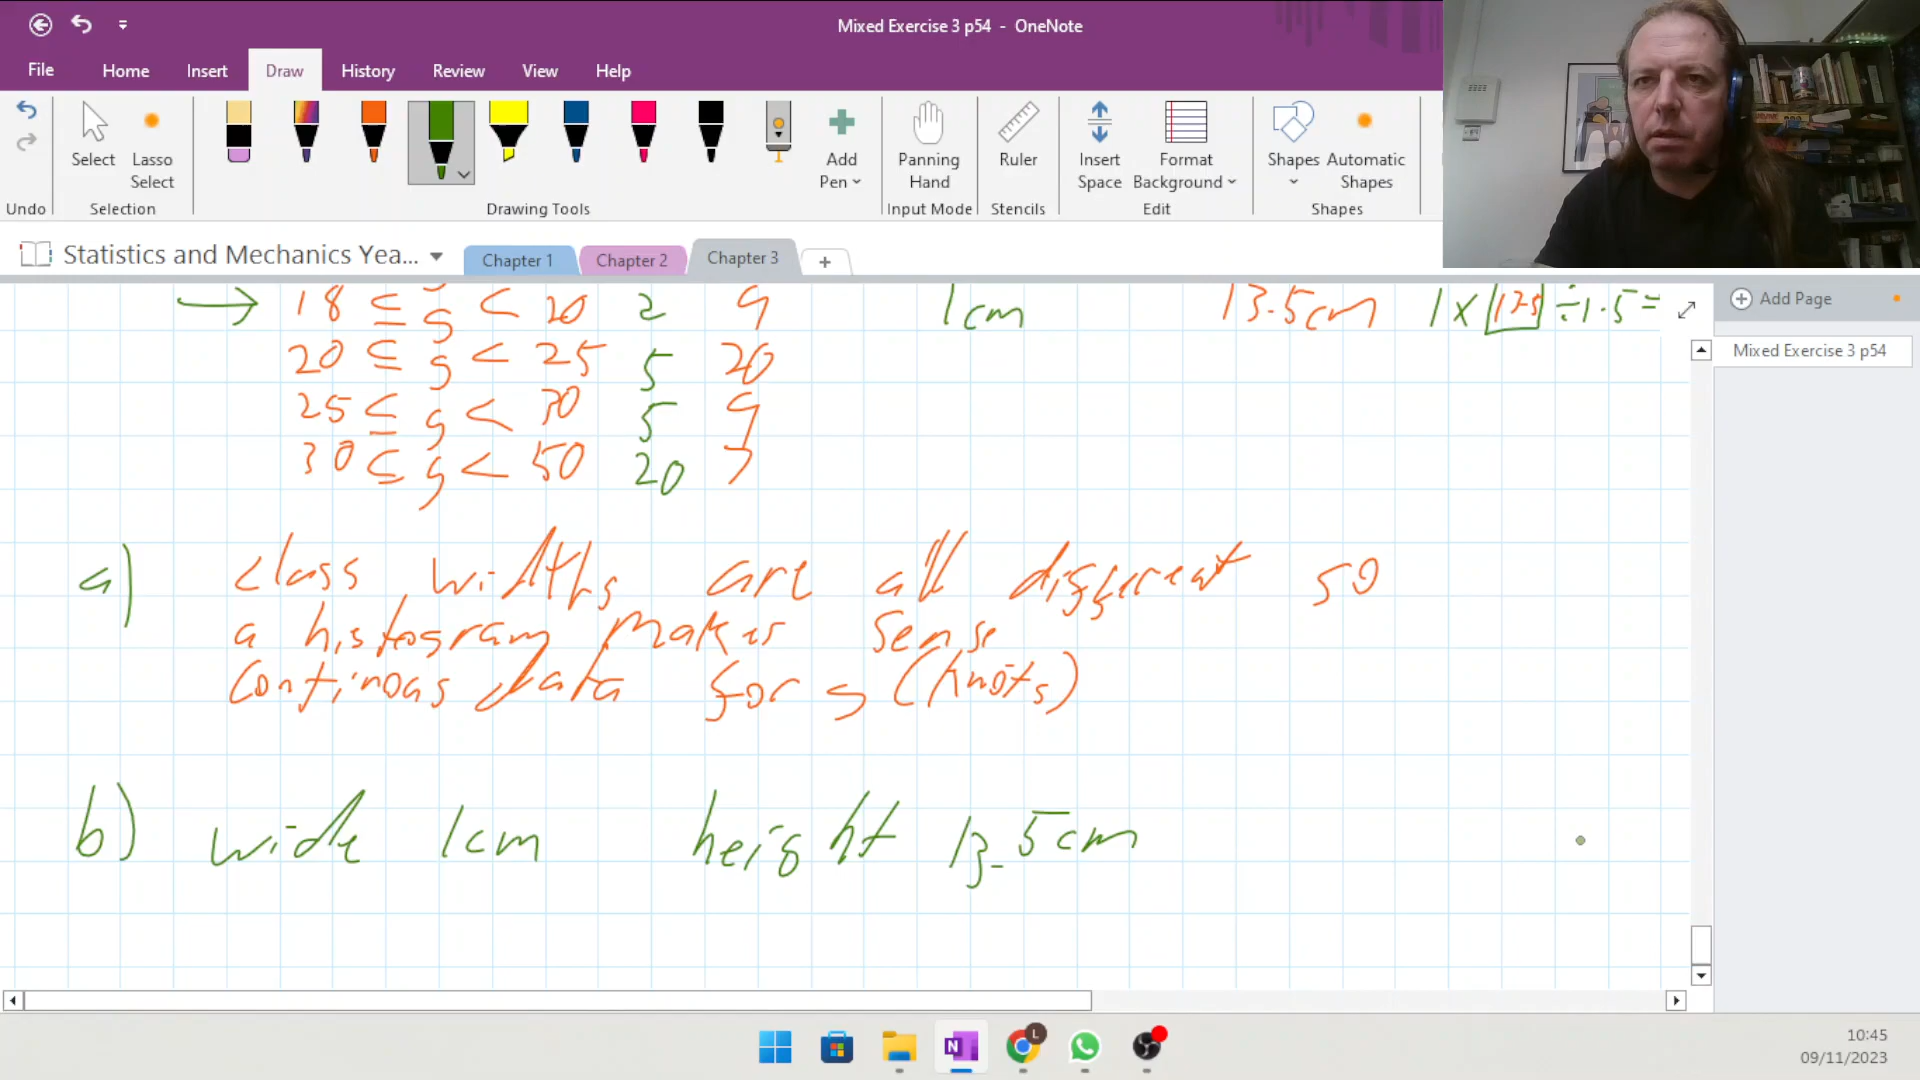 Mixed Exercise 3 p54 - OneNote
File Home Insert Draw History Review View Help
Select Lasso Select Add Pen Panning Hand Ruler Insert Space Format Background Shapes Automatic Shapes
Undo Selection Drawing Tools Input Mode Stencils Edit Shapes
Statistics and Mechanics Yea... Chapter 1 Chapter 2 Chapter 3
Add Page
Mixed Exercise 3 p54
→ 18 ≤ s < 20 2 9 1cm 13.5cm 1 x ÷1.5=
20 ≤ s < 25 5 20
25 ≤ s < 30 5 9
30 ≤ s < 50 20 7
a) class widths are all different so
a histogram makes sense
continous data for s (knots)
b) wide 1cm height 13.5cm
10:45
09/11/2023